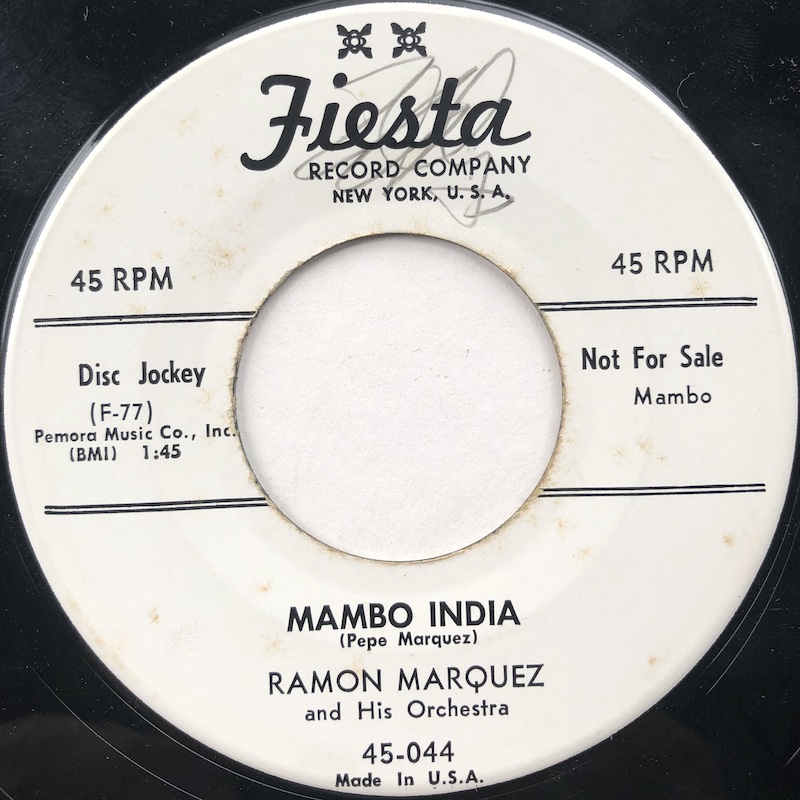 Fiesta
RECORD COMPANY
NEW YORK, U. S. A.
45 RPM
45 RPM
Disc Jockey
(F-77)
Pemora Music Co., Inc.
(BMI) 1:45
Not For Sale
Mambo
MAMBO INDIA
(Pepe Marquez)
RAMON MARQUEZ
and His Orchestra
45-044
Made In U.S.A.